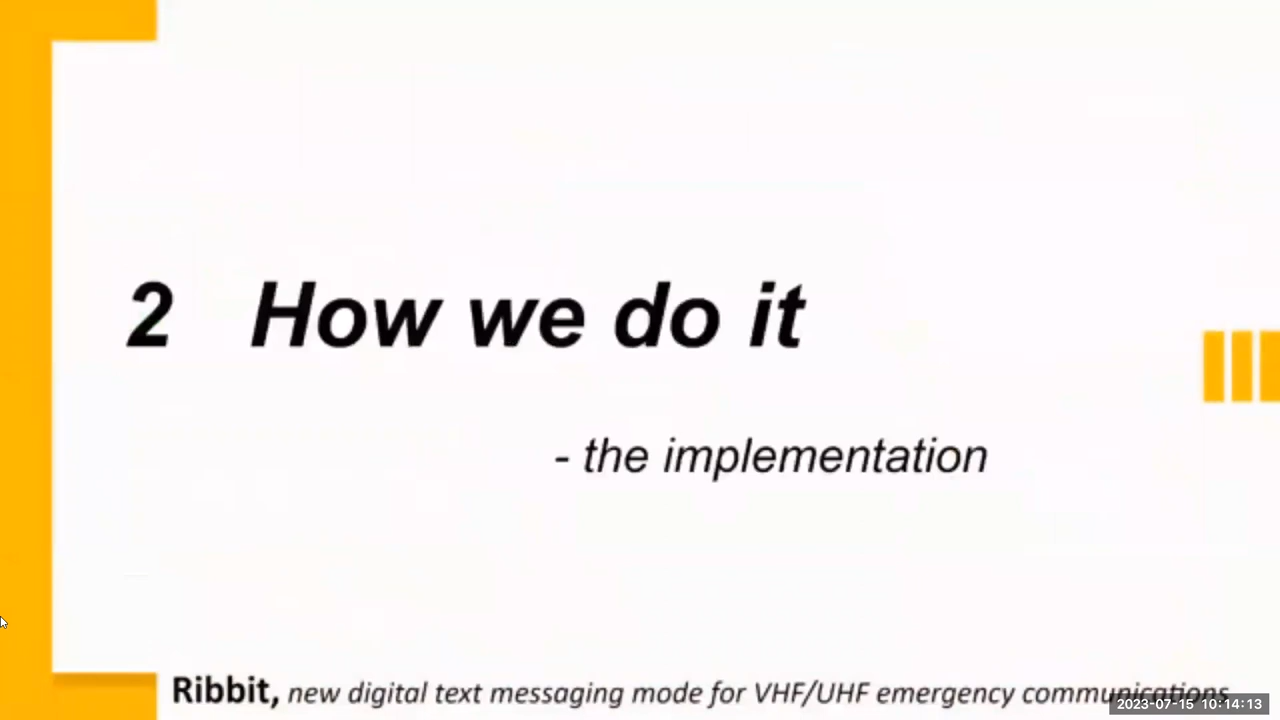 2 How we do it
- the implementation
Ribbit, new digital text messaging mode for VHF/UHF emergency communications
2023-07-15 10:14:13